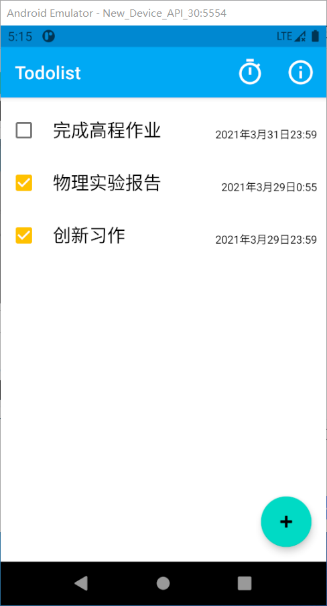 Android Emulator - New_Device_API_30:5554
5:15 LTE
Todolist
完成高程作业 2021年3月31日23:59
物理实验报告 2021年3月29日0:55
创新习作 2021年3月29日23:59
+